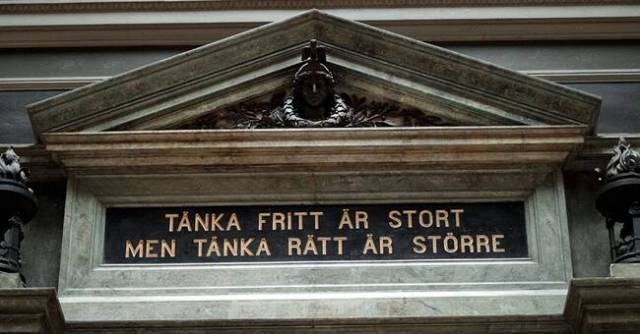 TÄNKA FRITT ÄR STORT
MEN TÄNKA RÄTT ÄR STÖRRE